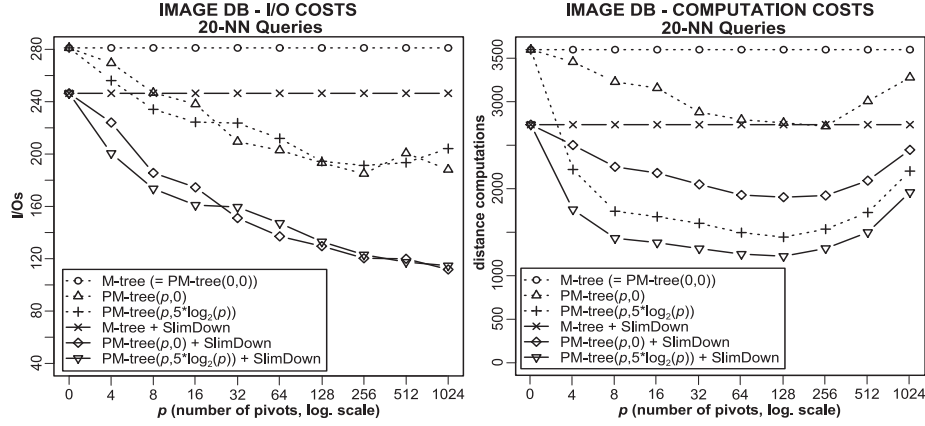 IMAGE DB - I/O COSTS
20-NN Queries
I/Os
280
240
200
160
120
80
40
M-tree (= PM-tree(0,0))
PM-tree(p,0)
PM-tree(p,5*log₂(p))
M-tree + SlimDown
PM-tree(p,0) + SlimDown
PM-tree(p,5*log₂(p)) + SlimDown
0 4 8 16 32 64 128 256 512 1024
p (number of pivots, log. scale)
IMAGE DB - COMPUTATION COSTS
20-NN Queries
distance computations
3500
3000
2000
1500
1000
500
0
M-tree (= PM-tree(0,0))
PM-tree(p,0)
PM-tree(p,5*log₂(p))
M-tree + SlimDown
PM-tree(p,0) + SlimDown
PM-tree(p,5*log₂(p)) + SlimDown
0 4 8 16 32 64 128 256 512 1024
p (number of pivots, log. scale)